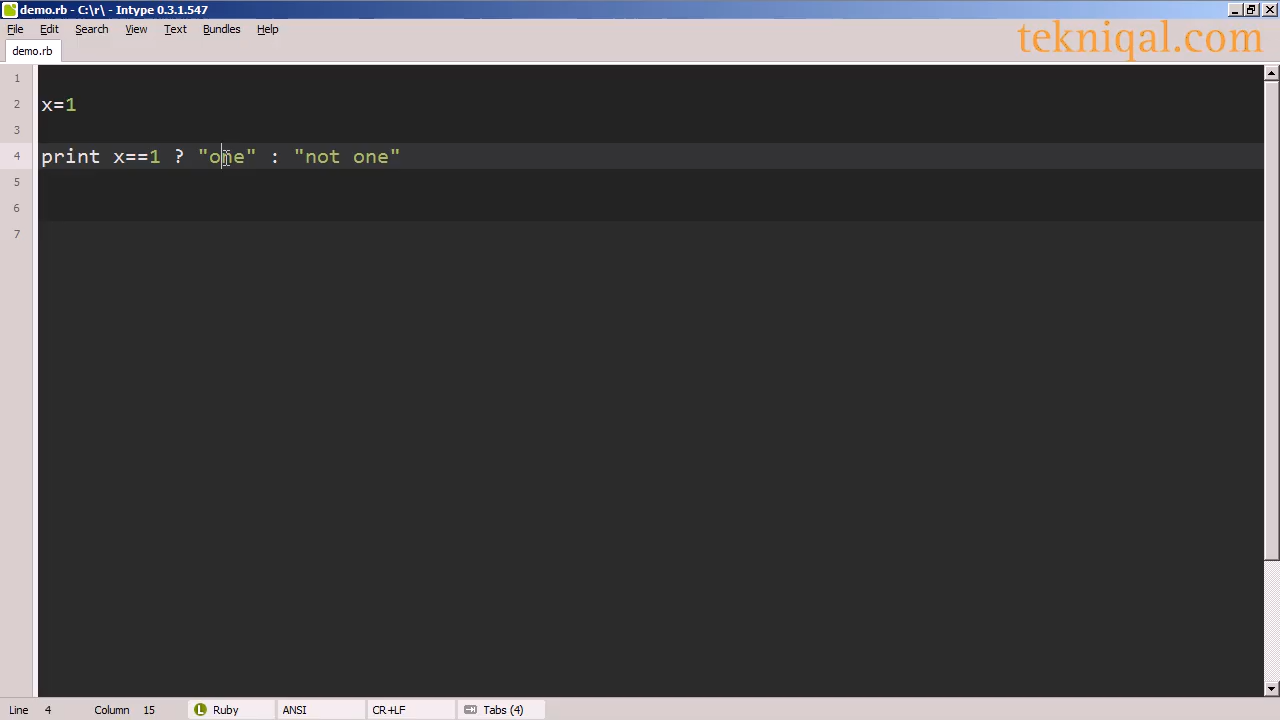 demo.rb - C:\r\ - Intype 0.3.1.547
File Edit Search View Text Bundles Help
tekniqal.com
demo.rb
1
2 x=1
3
4 print x==1 ? "one" : "not one"
5
6
7
Line 4 Column 15 L Ruby ANSI CR+LF Tabs (4)